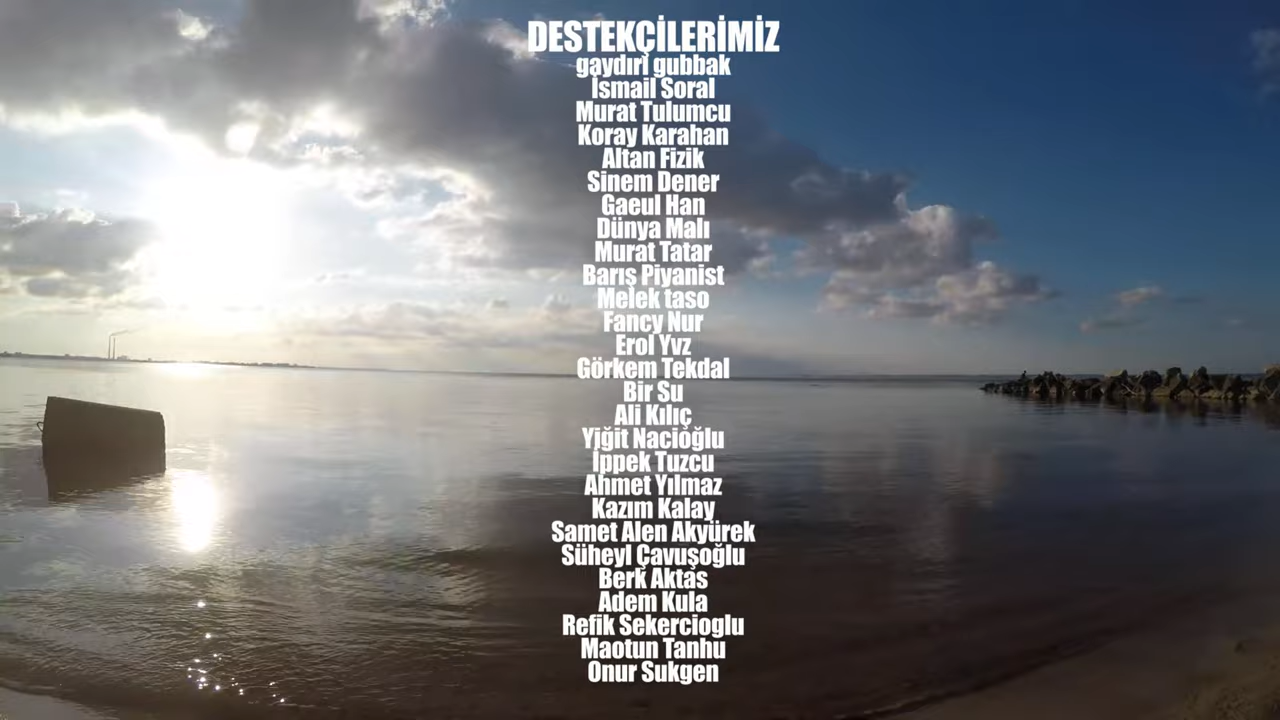 DESTEKÇİLERİMİZ
gaydırl gubbak
İsmail Soral
Murat Tulumcu
Koray Karahan
Altan Fizik
Sinem Dener
Gaeul Han
Dünya Malı
Murat Tatar
Barış Piyanist
Melek taso
Fancy Nur
Erol Yvz
Görkem Tekdal
Bir Su
Ali Kılıç
Yiğit Nacioğlu
İppek Tuzcu
Ahmet Yılmaz
Kazım Kalay
Samet Alen Akyürek
Süheyl Çavuşoğlu
Berk Aktas
Adem Kula
Refik Sekercioglu
Maotun Tanhu
Onur Sukgen